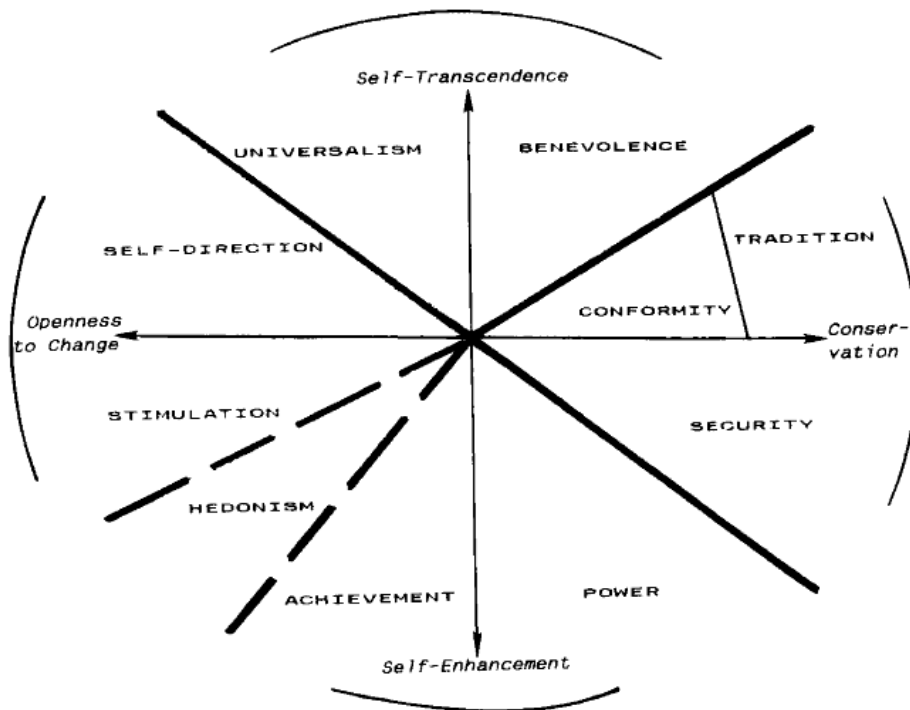 Self-Transcendence
UNIVERSALISM
BENEVOLENCE
SELF-DIRECTION
TRADITION
CONFORMITY
Openness
to Change
Conser-
vation
STIMULATION
SECURITY
HEDONISM
ACHIEVEMENT
POWER
Self-Enhancement